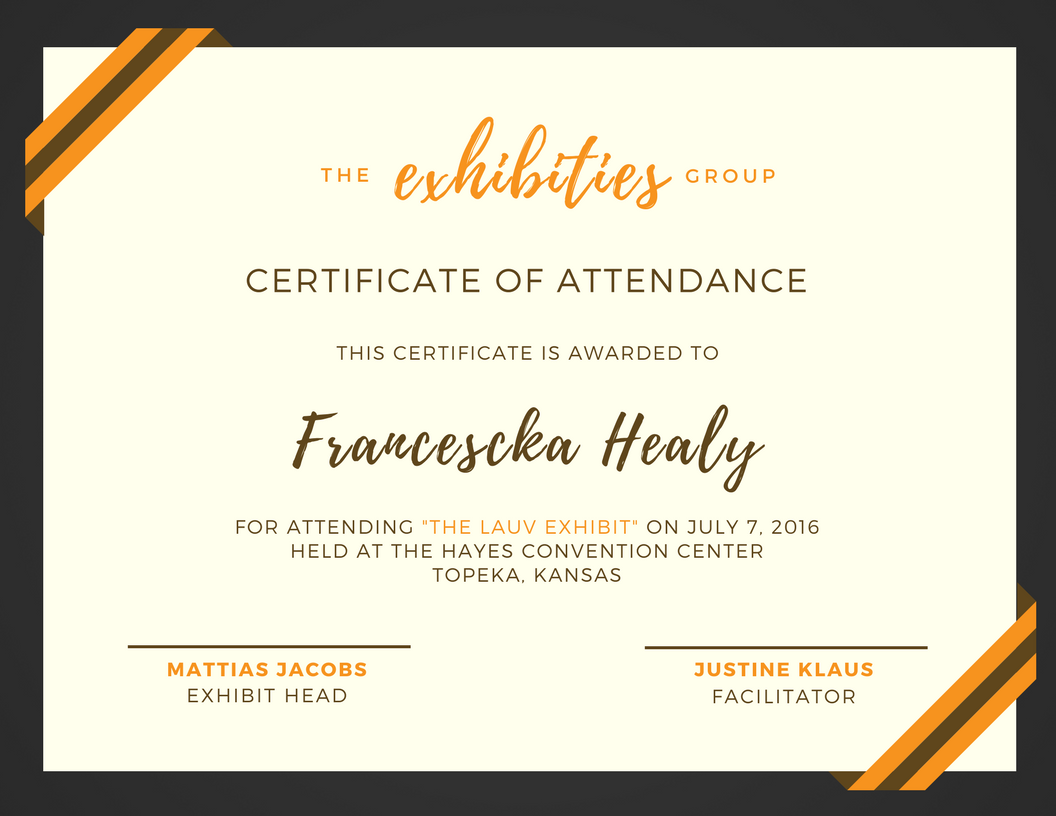 THE exhibities GROUP
CERTIFICATE OF ATTENDANCE
THIS CERTIFICATE IS AWARDED TO
Francescka Healy
FOR ATTENDING "THE LAUV EXHIBIT" ON JULY 7, 2016
HELD AT THE HAYES CONVENTION CENTER
TOPEKA, KANSAS
MATTIAS JACOBS
EXHIBIT HEAD
JUSTINE KLAUS
FACILITATOR